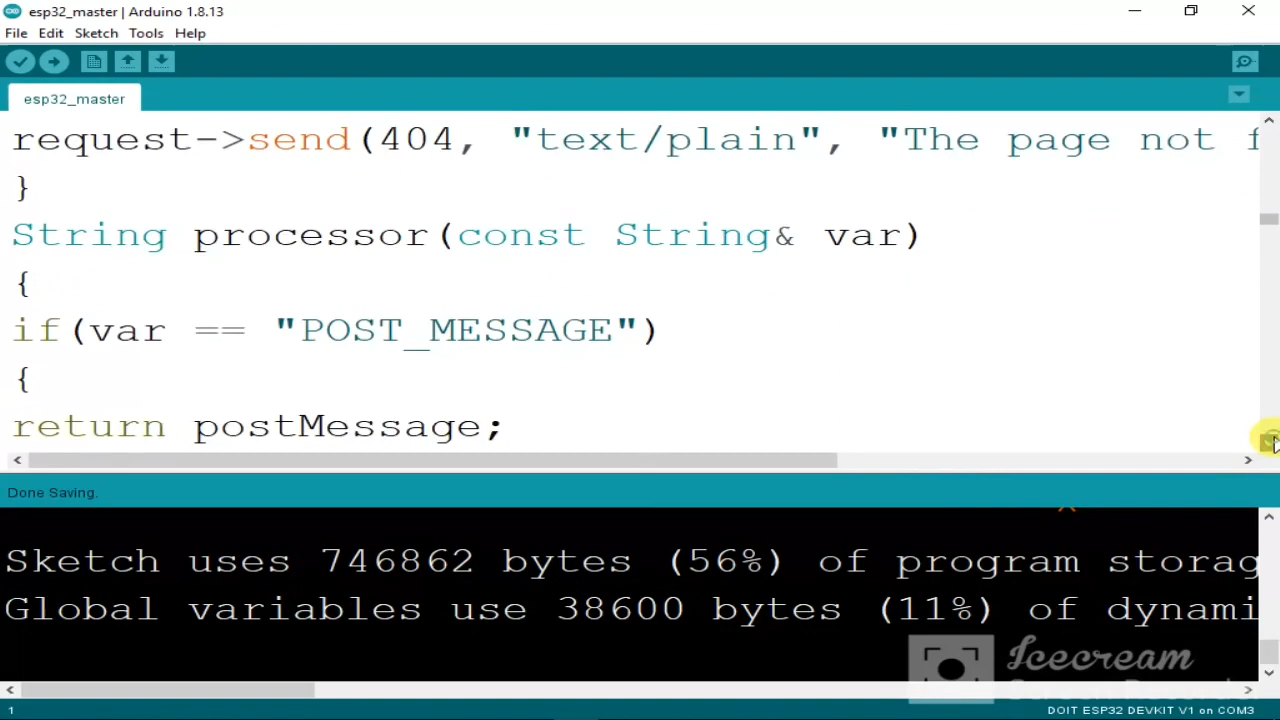 esp32_master | Arduino 1.8.13
File Edit Sketch Tools Help
esp32_master
request->send(404, "text/plain", "The page not f
}
String processor(const String& var)
{
if(var == "POST_MESSAGE")
{
return postMessage;
Done Saving.
Sketch uses 746862 bytes (56%) of program storag
Global variables use 38600 bytes (11%) of dynami
Icecream
Screen Recorder
1
DOIT ESP32 DEVKIT V1 on COM3